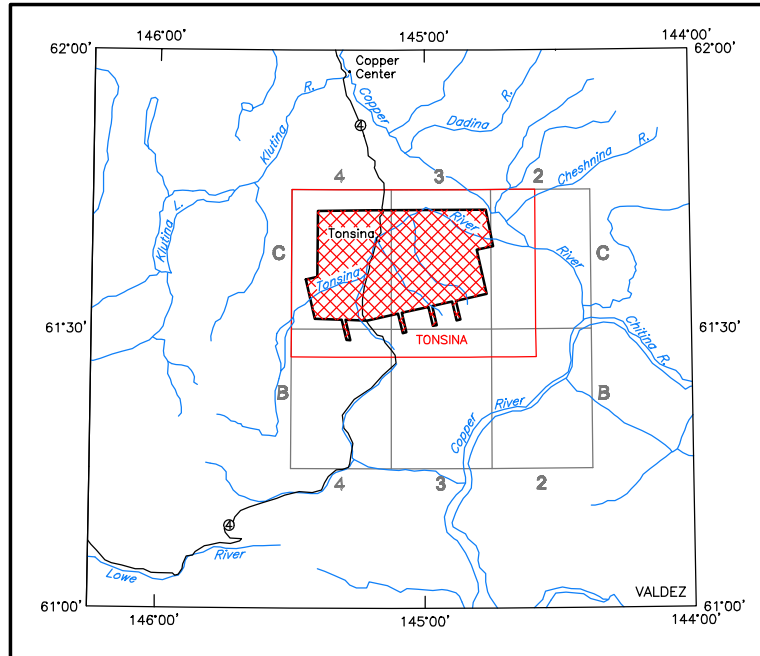 146°00'
145°00'
144°00'
62°00'
62°00'
Copper
Center
Copper
R.
Dadina
R.
Klutina
4
Cheshnina
R.
4
3
2
Klutina L.
River
Tonsina
C
C
River
Tonsina
61°30'
61°30'
TONSINA
Chitina R.
B
B
Copper
River
4
3
2
4
River
Lowe
VALDEZ
61°00'
61°00'
146°00'
145°00'
144°00'